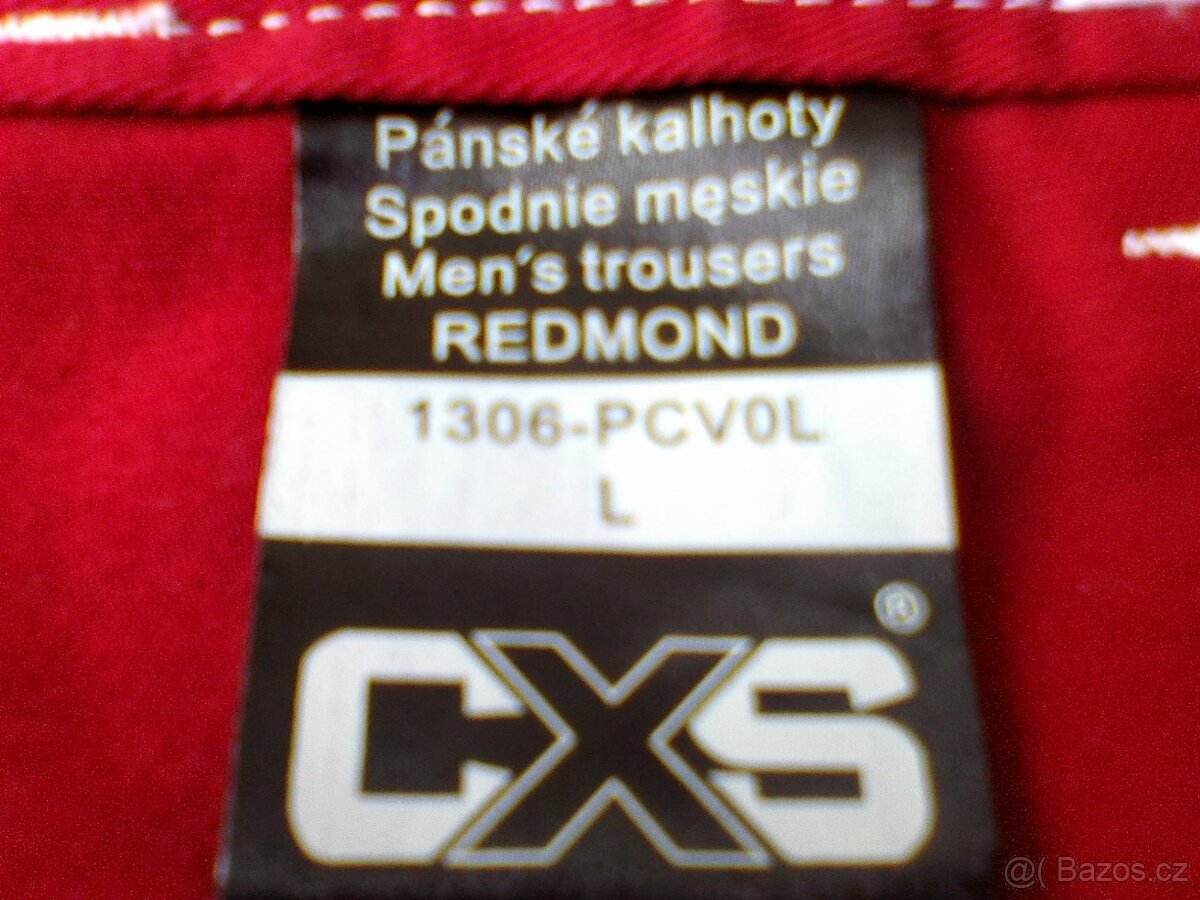 Pánské kalhoty
Spodnie męskie
Men´s trousers
REDMOND
1306-PCV0L
L
CXS®
@( Bazos.cz